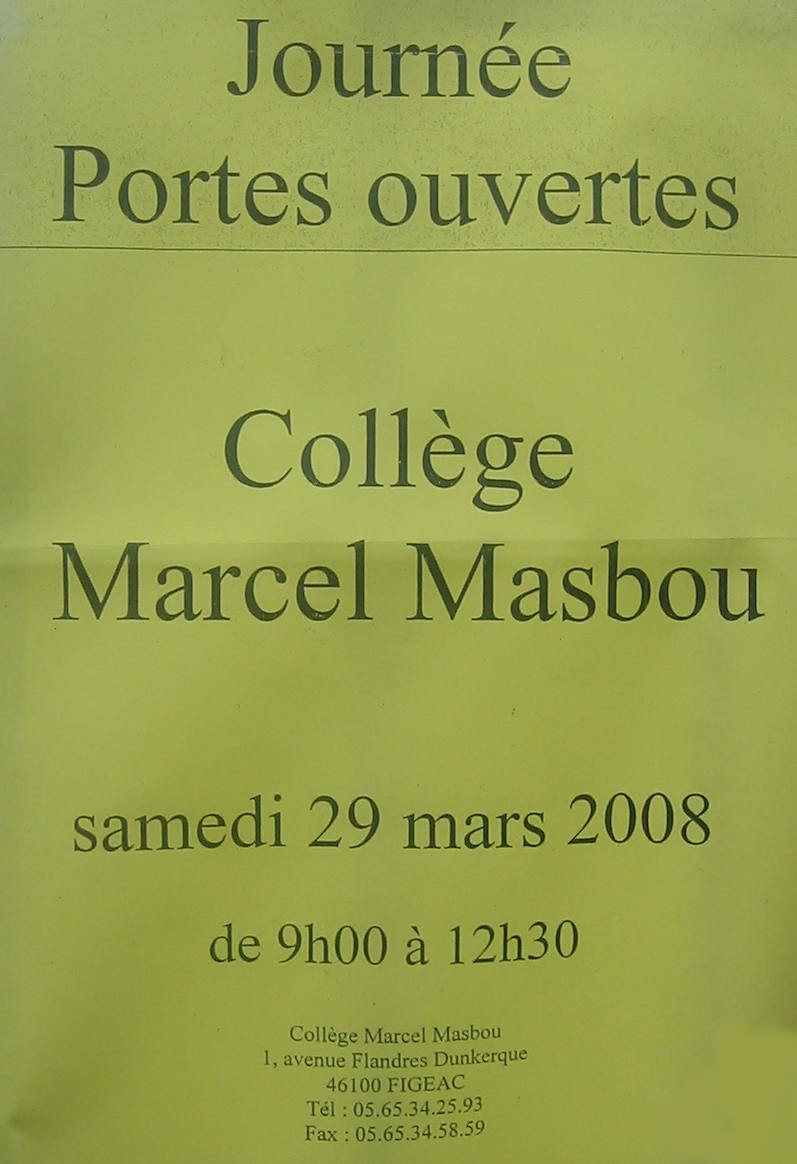 Journée
Portes ouvertes
Collège
Marcel Masbou
samedi 29 mars 2008
de 9h00 à 12h30
Collège Marcel Masbou
1, avenue Flandres Dunkerque
46100 FIGEAC
Tél : 05.65.34.25.93
Fax : 05.65.34.58.59